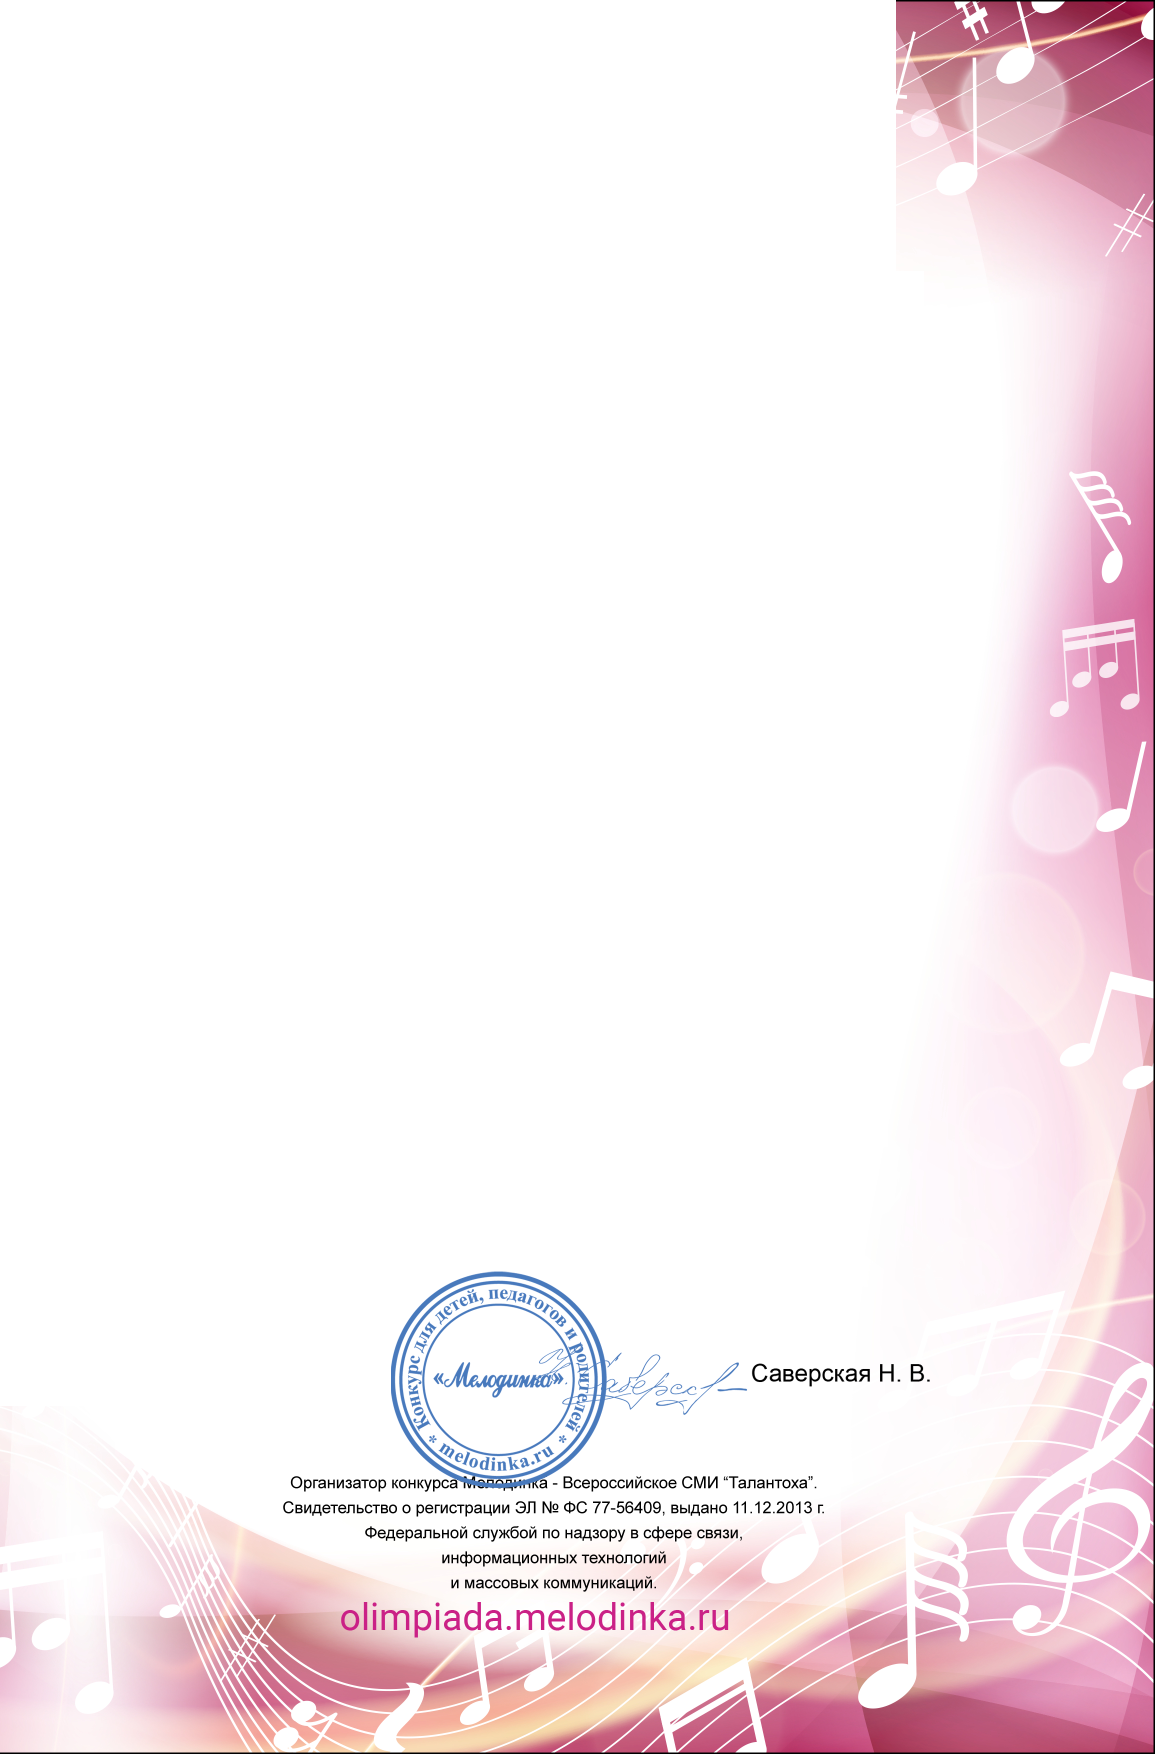 Конкурс для детей, педагогов и родителей
«Мелодинка»
* melodinka.ru *
Саверская Н. В.
Организатор конкурса Мелодинка - Всероссийское СМИ “Талантоха”.
Свидетельство о регистрации ЭЛ № ФС 77-56409, выдано 11.12.2013 г.
Федеральной службой по надзору в сфере связи,
информационных технологий
и массовых коммуникаций.
olimpiada.melodinka.ru